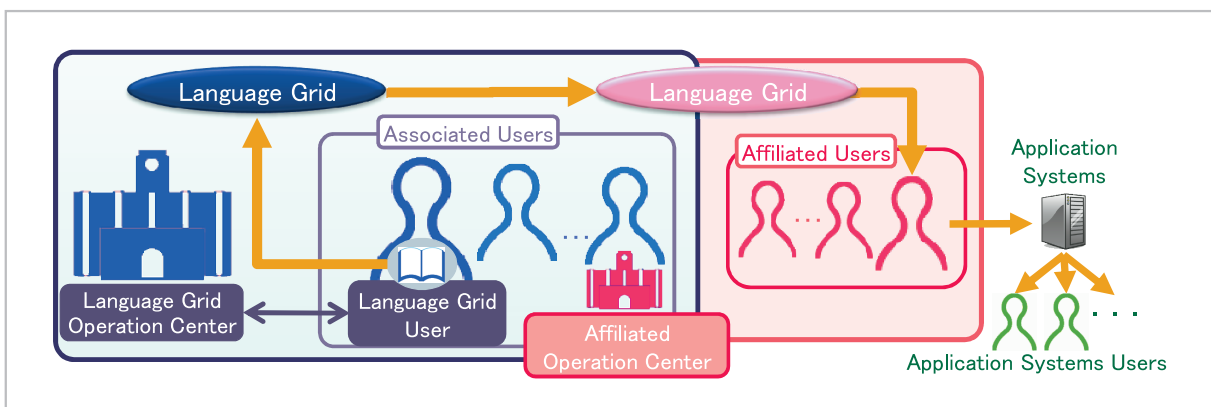 Language Grid
Language Grid
Associated Users
Affiliated Users
Application
Systems
Language Grid
Operation Center
Language Grid
User
Affiliated
Operation Center
Application Systems Users